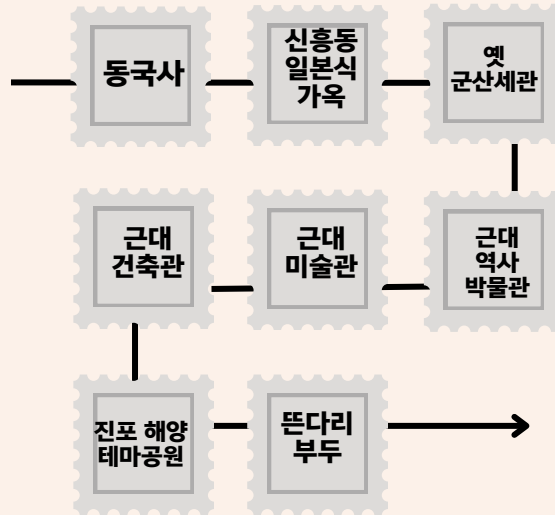 동국사
신흥동
일본식
가옥
옛
군산세관
근대
역사
박물관
근대
미술관
근대
건축관
진포 해양
테마공원
뜬다리
부두